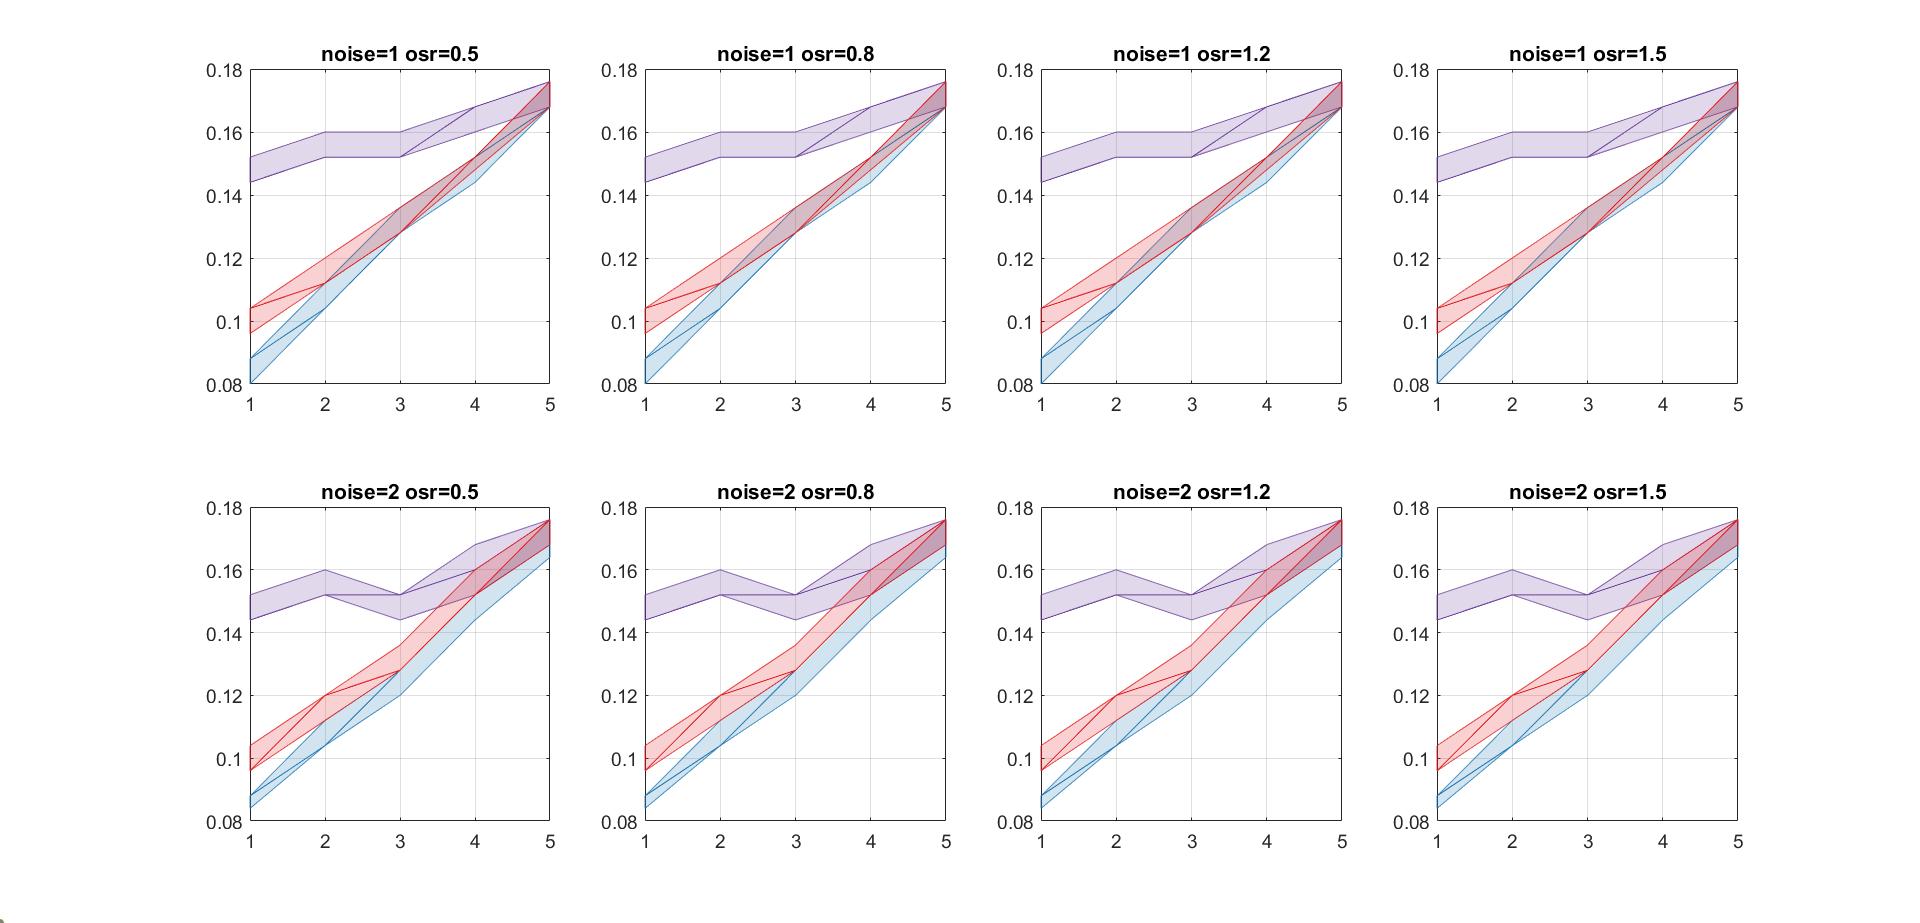 noise=1 osr=0.5 noise=1 osr=0.8 noise=1 osr=1.2 noise=1 osr=1.5
0.18 0.18 0.18 0.18
0.16 0.16 0.16 0.16
0.14 0.14 0.14 0.14
0.12 0.12 0.12 0.12
0.1 0.1 0.1 0.1
0.08 0.08 0.08 0.08
1 2 3 4 5 1 2 3 4 5 1 2 3 4 5 1 2 3 4 5
noise=2 osr=0.5 noise=2 osr=0.8 noise=2 osr=1.2 noise=2 osr=1.5
0.18 0.18 0.18 0.18
0.16 0.16 0.16 0.16
0.14 0.14 0.14 0.14
0.12 0.12 0.12 0.12
0.1 0.1 0.1 0.1
0.08 0.08 0.08 0.08
1 2 3 4 5 1 2 3 4 5 1 2 3 4 5 1 2 3 4 5